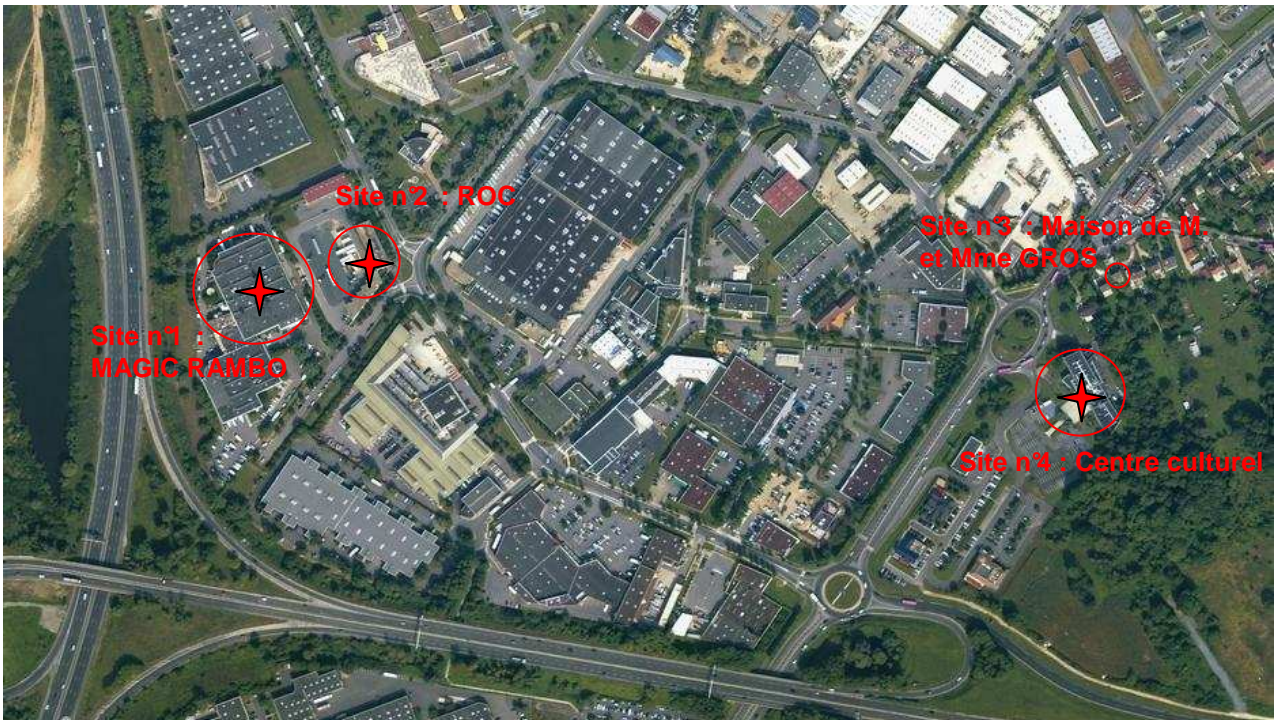 Site n°2 : ROC
Site n°3 : Maison de M.
et Mme GROS
Site n°1 :
MAGIC RAMBO
Site n°4 : Centre culturel